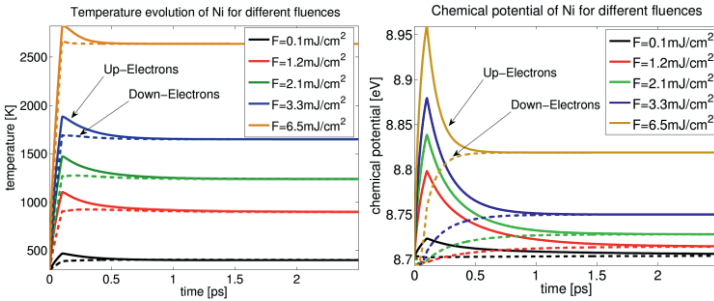 Temperature evolution of Ni for different fluences
2500
2000
1500
1000
500
temperature [K]
0
0.5
1
1.5
2
time [ps]
Up-Electrons
Down-Electrons
F=0.1mJ/cm²
F=1.2mJ/cm²
F=2.1mJ/cm²
F=3.3mJ/cm²
F=6.5mJ/cm²
Chemical potential of Ni for different fluences
8.95
8.9
8.85
8.8
8.75
8.7
chemical potential [eV]
0
0.5
1
1.5
2
time [ps]
Up-Electrons
Down-Electrons
F=0.1mJ/cm²
F=1.2mJ/cm²
F=2.1mJ/cm²
F=3.3mJ/cm²
F=6.5mJ/cm²